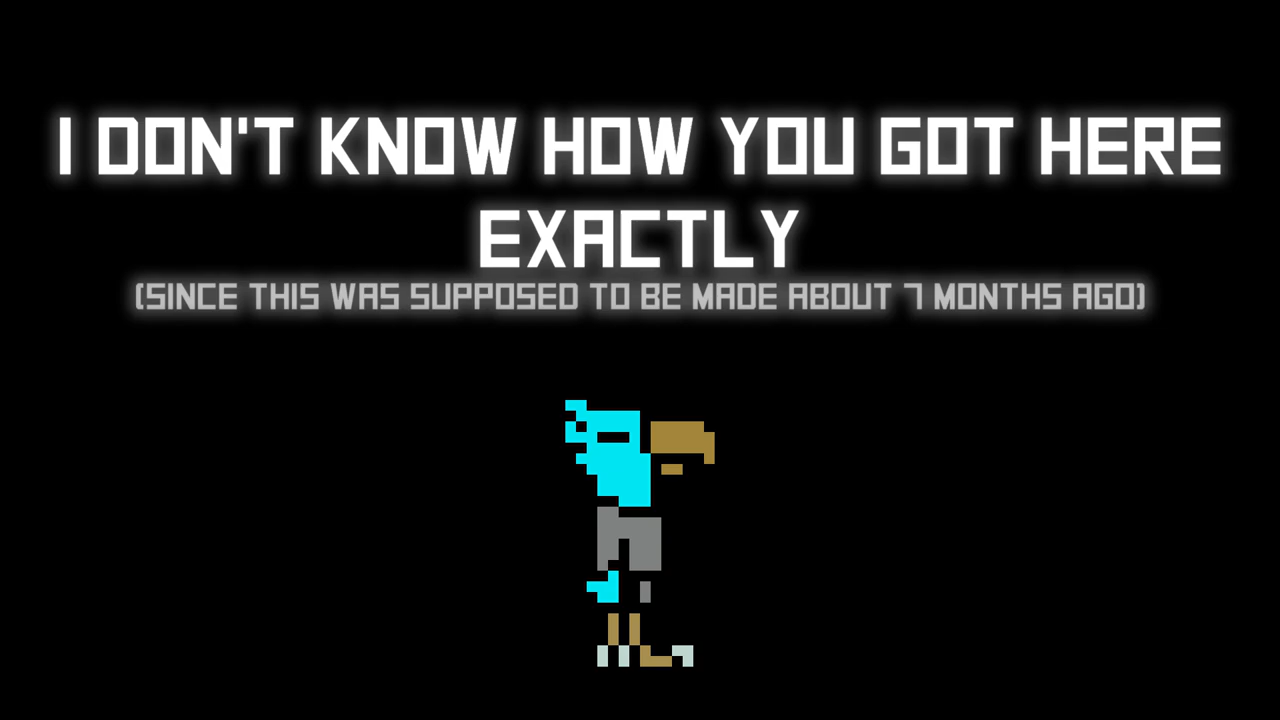 I DON'T KNOW HOW YOU GOT HERE
EXACTLY
(SINCE THIS WAS SUPPOSED TO BE MADE ABOUT 7 MONTHS AGO)